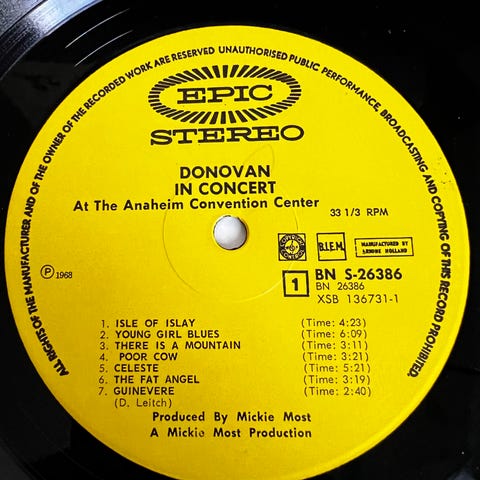 ALL RIGHTS OF THE MANUFACTURER AND OF THE OWNER OF THE RECORDED WORK ARE RESERVED UNAUTHORISED PUBLIC PERFORMANCE, BROADCASTING AND COPYING OF THIS RECORD PROHIBITED.
EPIC
STEREO
DONOVAN
IN CONCERT
At The Anaheim Convention Center
33 1/3 RPM
B.I.E.M.
MANUFACTURED BY
HOLLAND
℗ 1968
1
BN S-26386
BN 26386
XSB 136731-1
1. ISLE OF ISLAY (Time: 4:23)
2. YOUNG GIRL BLUES (Time: 6:09)
3. THERE IS A MOUNTAIN (Time: 3:11)
4. POOR COW (Time: 3:21)
5. CELESTE (Time: 5:21)
6. THE FAT ANGEL (Time: 3:19)
7. GUINEVERE (Time: 2:40)
(D. Leitch)
Produced By Mickie Most
A Mickie Most Production